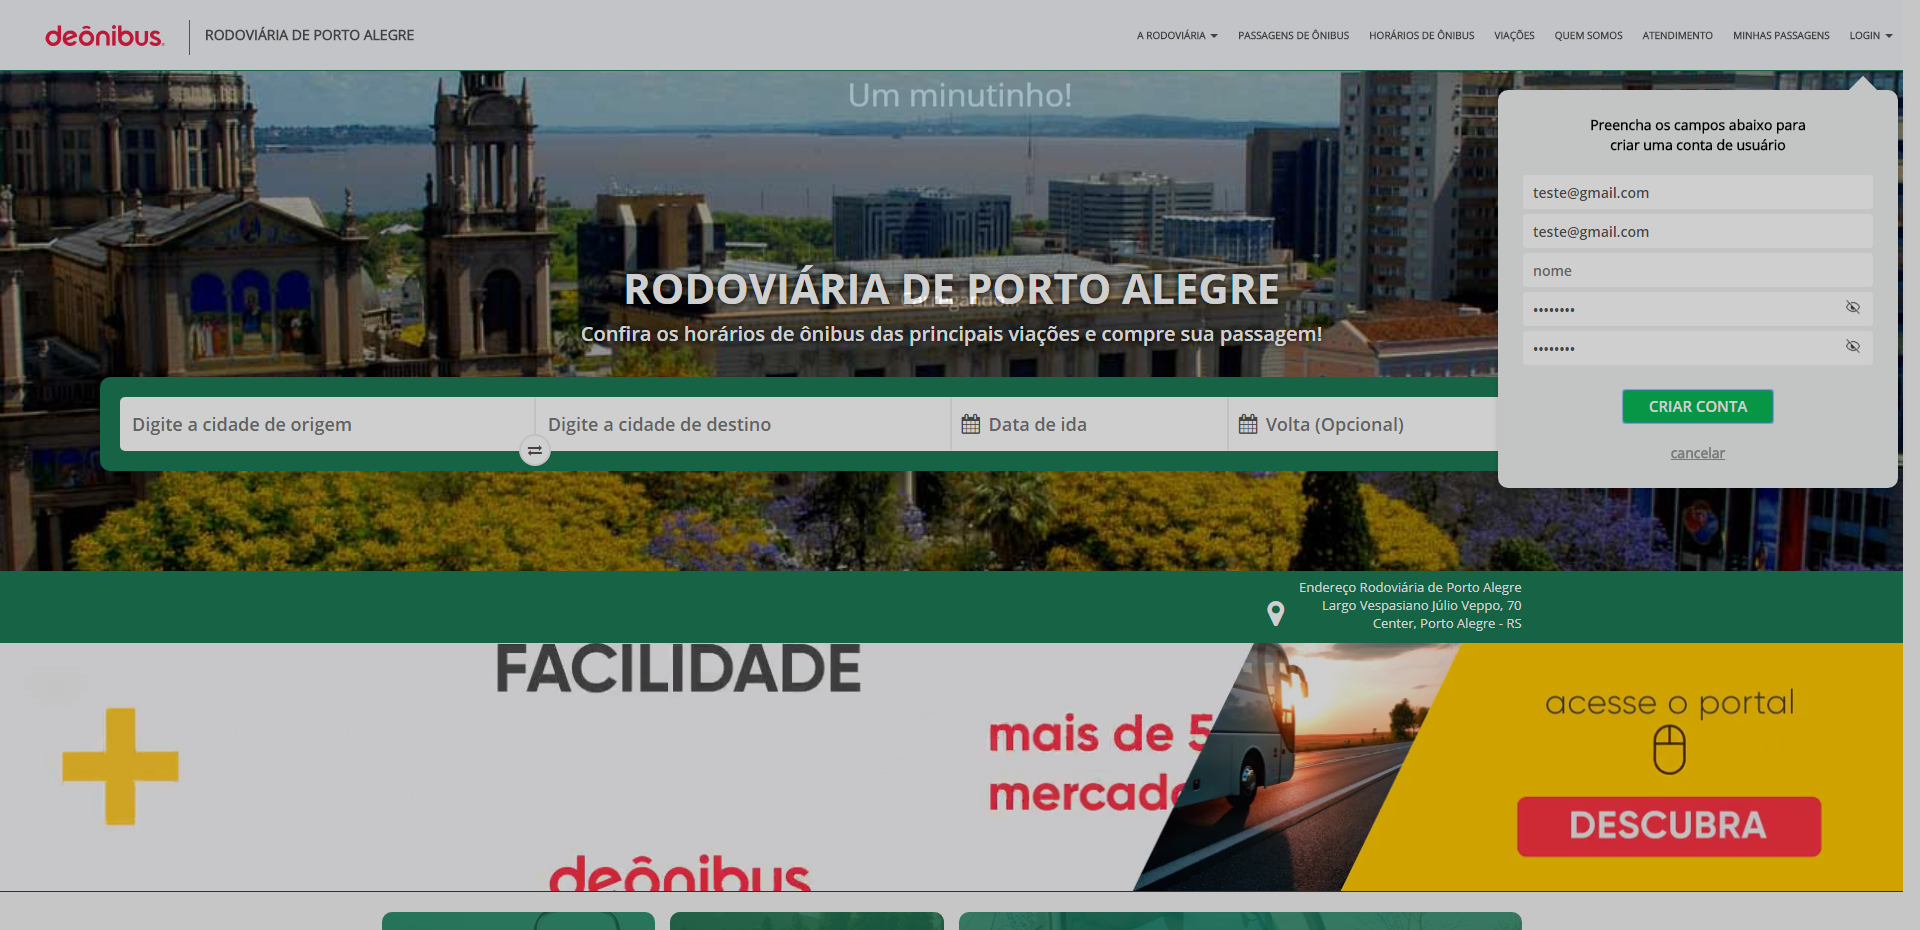 deônibus
RODOVIÁRIA DE PORTO ALEGRE
A RODOVIÁRIA
PASSAGENS DE ÔNIBUS
HORÁRIOS DE ÔNIBUS
VIAÇÕES
QUEM SOMOS
ATENDIMENTO
MINHAS PASSAGENS
LOGIN
Um minutinho!
Preencha os campos abaixo para
criar uma conta de usuário
teste@gmail.com
teste@gmail.com
nome
••••••••
••••••••
CRIAR CONTA
cancelar
RODOVIÁRIA DE PORTO ALEGRE
Carregando...
Confira os horários de ônibus das principais viações e compre sua passagem!
Digite a cidade de origem
Digite a cidade de destino
Data de ida
Volta (Opcional)
Endereço Rodoviária de Porto Alegre
Largo Vespasiano Júlio Veppo, 70
Center, Porto Alegre - RS
+
FACILIDADE
mais de 5
mercado
deônibus
acesse o portal
DESCUBRA